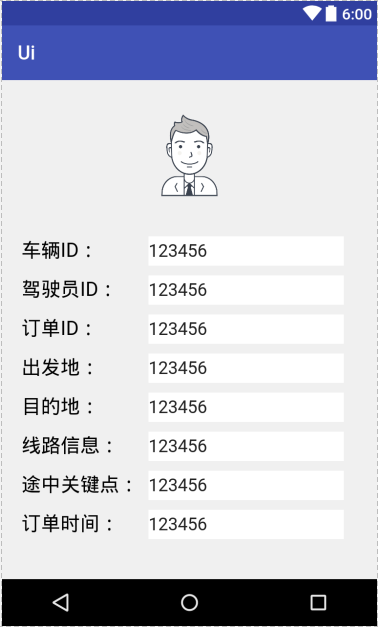 6:00
Ui
车辆ID： 123456
驾驶员ID： 123456
订单ID： 123456
出发地： 123456
目的地： 123456
线路信息： 123456
途中关键点： 123456
订单时间： 123456